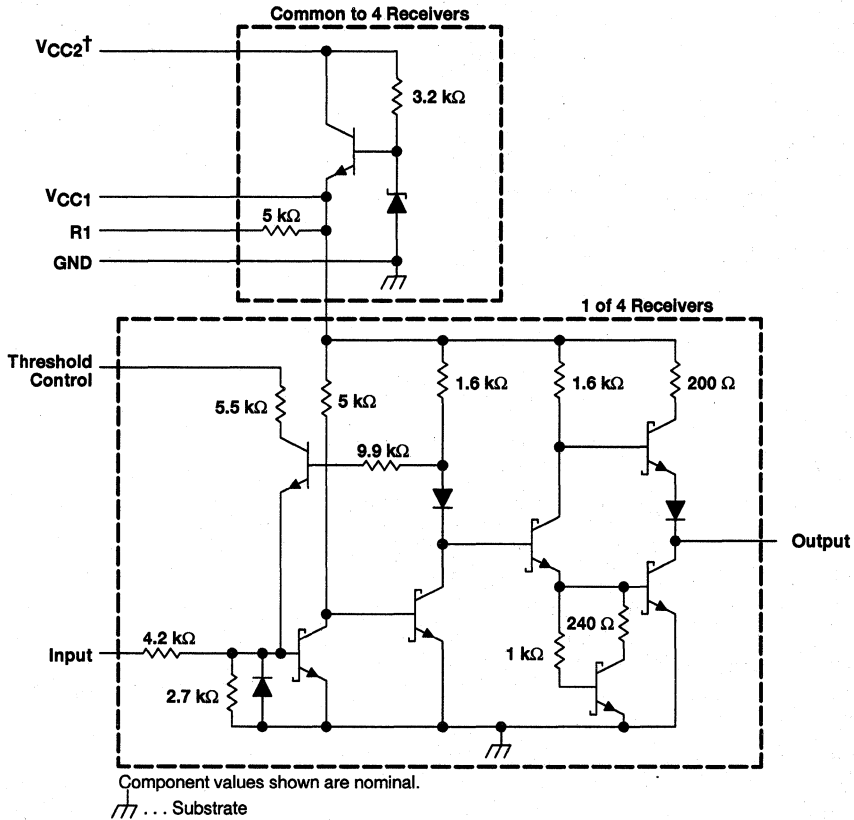 Common to 4 Receivers
VCC2†
3.2 kΩ
VCC1
5 kΩ
R1
GND
1 of 4 Receivers
Threshold
Control
5.5 kΩ
5 kΩ
1.6 kΩ
1.6 kΩ
200 Ω
9.9 kΩ
Output
4.2 kΩ
Input
240 Ω
1 kΩ
2.7 kΩ
Component values shown are nominal.
. . . Substrate